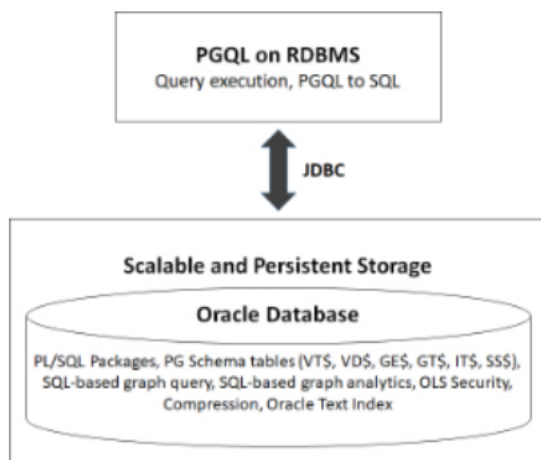 PGQL on RDBMS
Query execution, PGQL to SQL
JDBC
Scalable and Persistent Storage
Oracle Database
PL/SQL Packages, PG Schema tables (VT$, VD$, GE$, GT$, IT$, SS$),
SQL-based graph query, SQL-based graph analytics, OLS Security,
Compression, Oracle Text Index